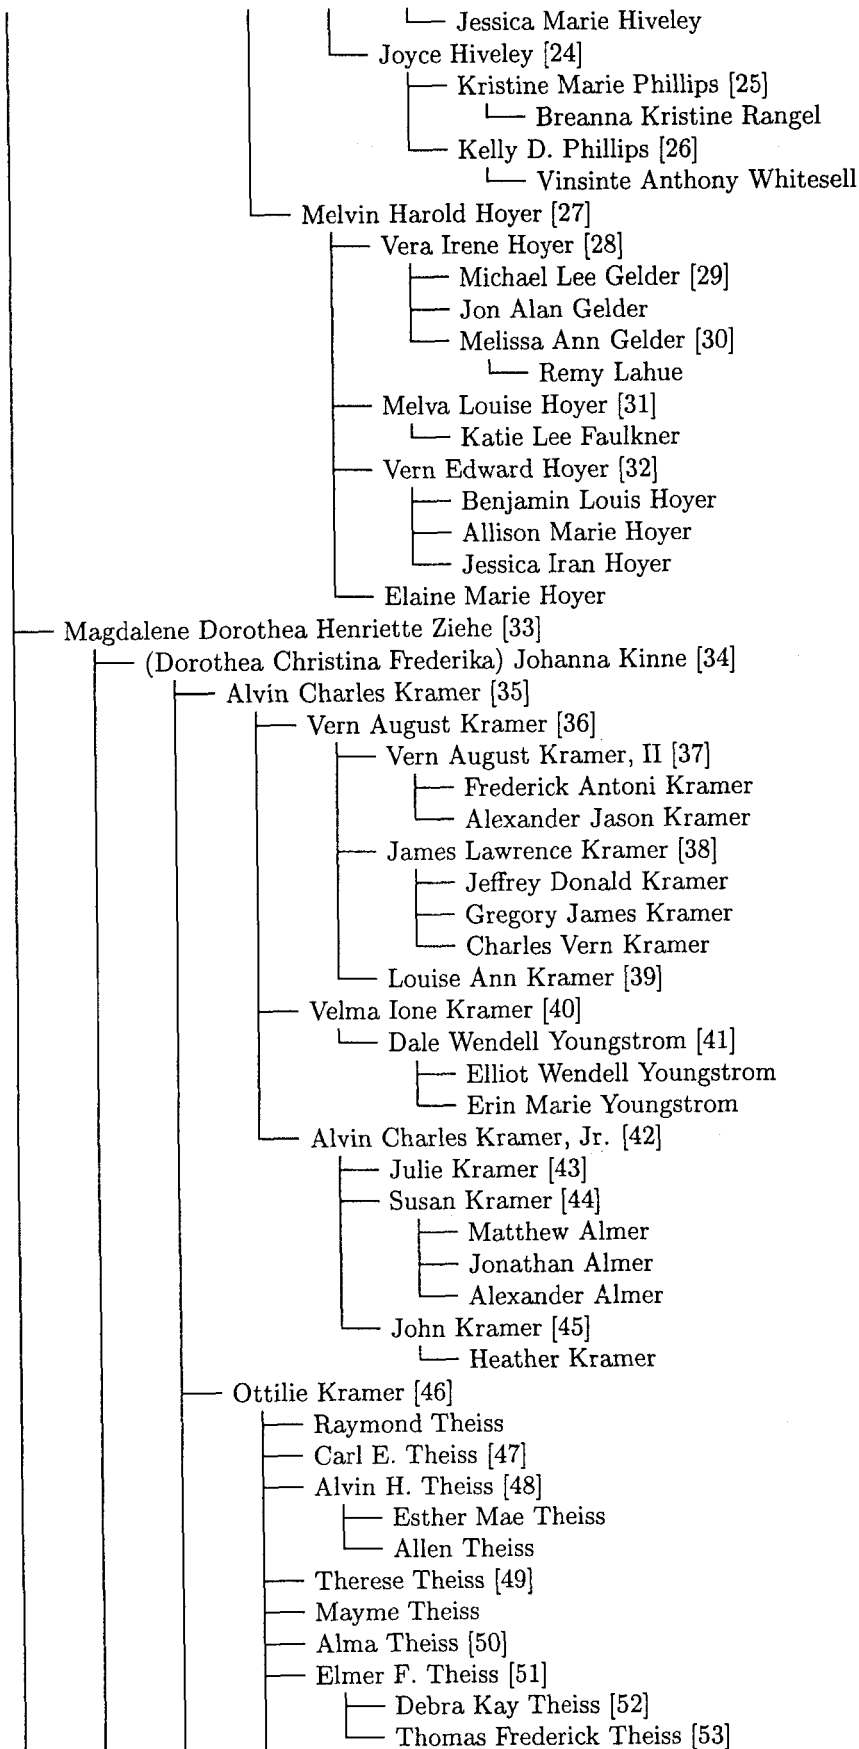 Jessica Marie Hiveley
Joyce Hiveley [24]
Kristine Marie Phillips [25]
Breanna Kristine Rangel
Kelly D. Phillips [26]
Vinsinte Anthony Whitesell
Melvin Harold Hoyer [27]
Vera Irene Hoyer [28]
Michael Lee Gelder [29]
Jon Alan Gelder
Melissa Ann Gelder [30]
Remy Lahue
Melva Louise Hoyer [31]
Katie Lee Faulkner
Vern Edward Hoyer [32]
Benjamin Louis Hoyer
Allison Marie Hoyer
Jessica Iran Hoyer
Elaine Marie Hoyer
Magdalene Dorothea Henriette Ziehe [33]
(Dorothea Christina Frederika) Johanna Kinne [34]
Alvin Charles Kramer [35]
Vern August Kramer [36]
Vern August Kramer, II [37]
Frederick Antoni Kramer
Alexander Jason Kramer
James Lawrence Kramer [38]
Jeffrey Donald Kramer
Gregory James Kramer
Charles Vern Kramer
Louise Ann Kramer [39]
Velma Ione Kramer [40]
Dale Wendell Youngstrom [41]
Elliot Wendell Youngstrom
Erin Marie Youngstrom
Alvin Charles Kramer, Jr. [42]
Julie Kramer [43]
Susan Kramer [44]
Matthew Almer
Jonathan Almer
Alexander Almer
John Kramer [45]
Heather Kramer
Ottilie Kramer [46]
Raymond Theiss
Carl E. Theiss [47]
Alvin H. Theiss [48]
Esther Mae Theiss
Allen Theiss
Therese Theiss [49]
Mayme Theiss
Alma Theiss [50]
Elmer F. Theiss [51]
Debra Kay Theiss [52]
Thomas Frederick Theiss [53]